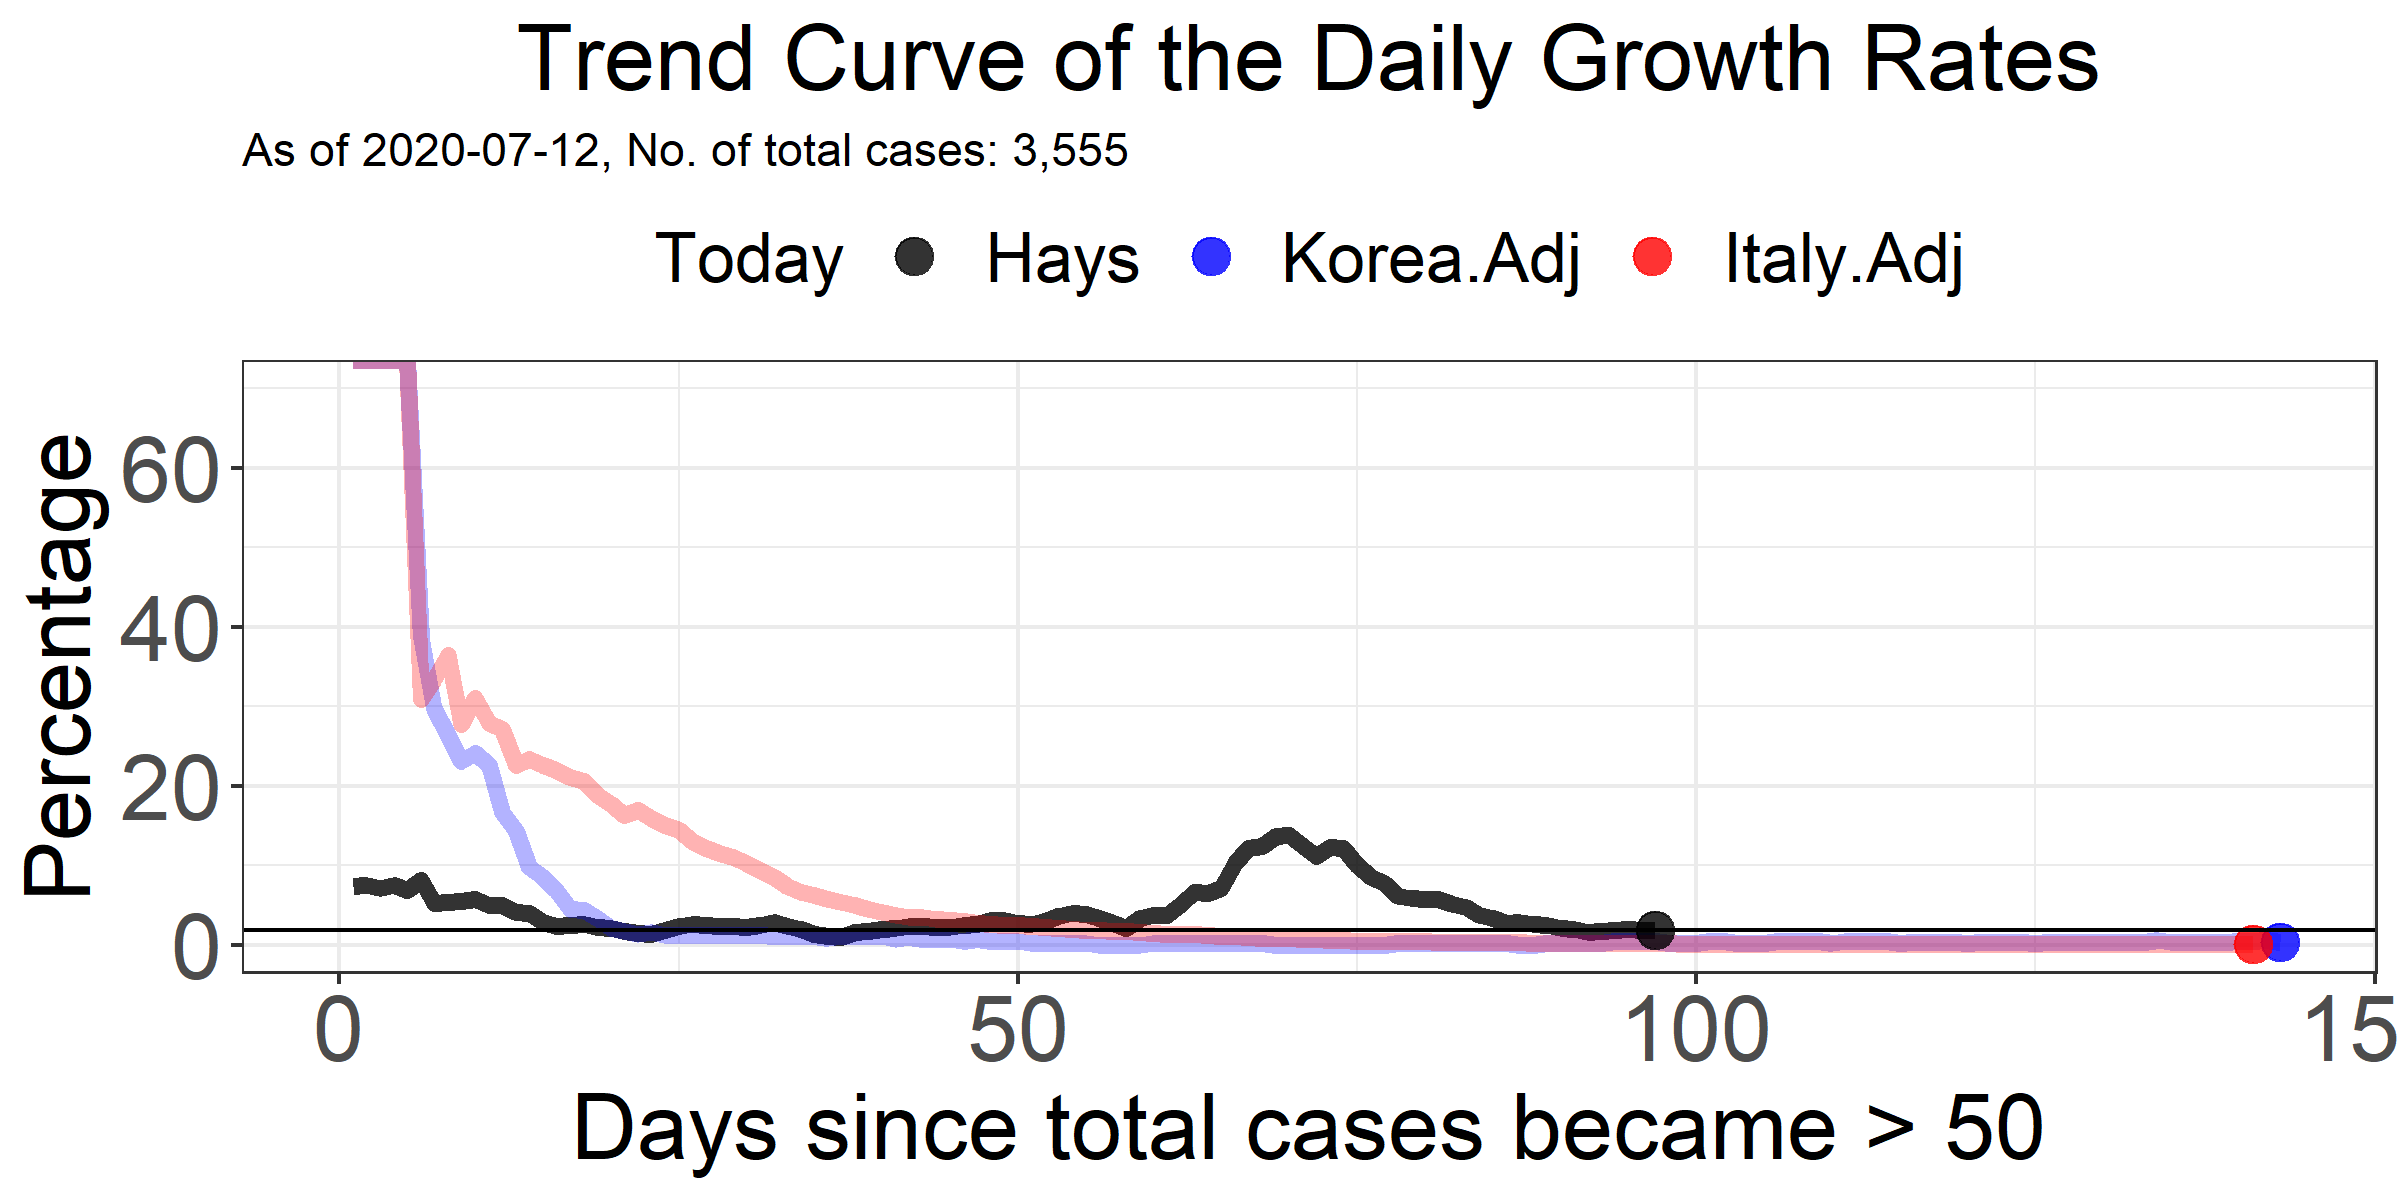 Trend Curve of the Daily Growth Rates
As of 2020-07-12, No. of total cases: 3,555
Today Hays Korea.Adj Italy.Adj
Percentage
60
40
20
0
0 50 100 15
Days since total cases became > 50